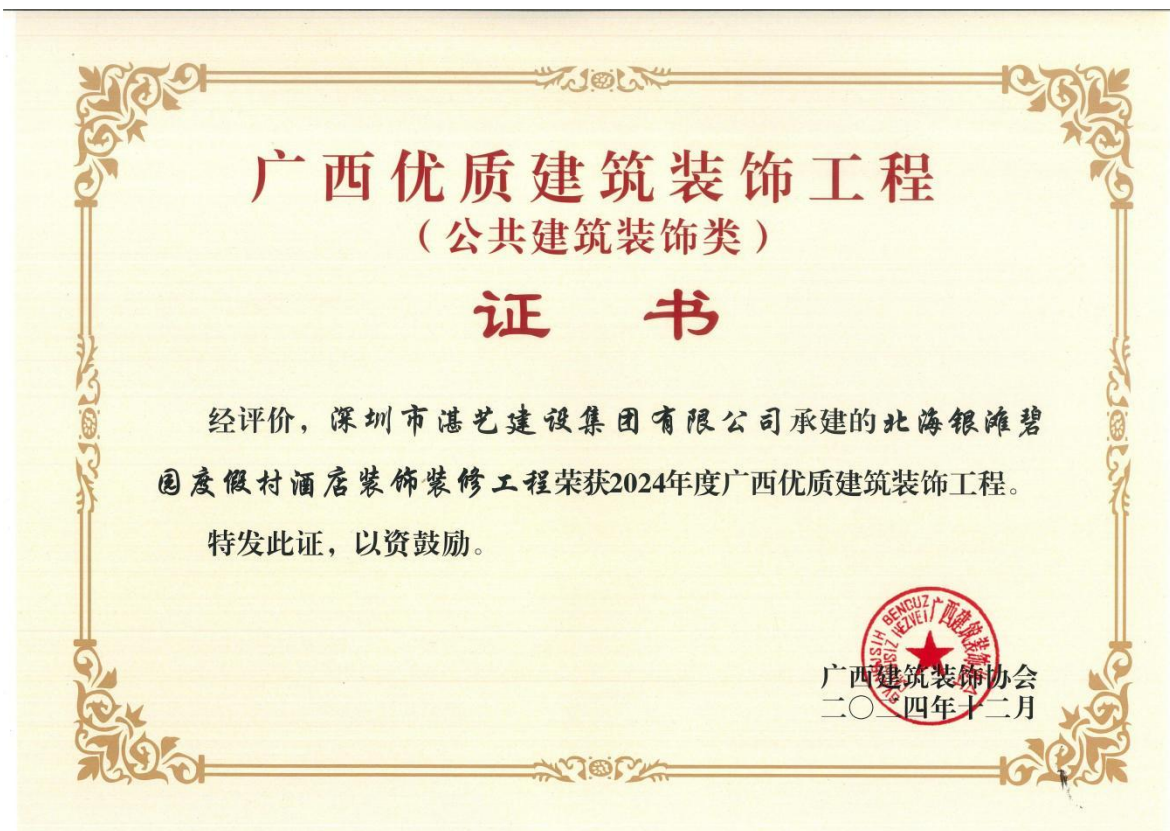 广西优质建筑装饰工程
（公共建筑装饰类）
证 书
经评价，深圳市湛艺建设集团有限公司承建的北海银滩碧
园度假村酒店装饰装修工程荣获2024年度广西优质建筑装饰工程。
特发此证，以资鼓励。
广西建筑装饰协会
二〇二四年十二月